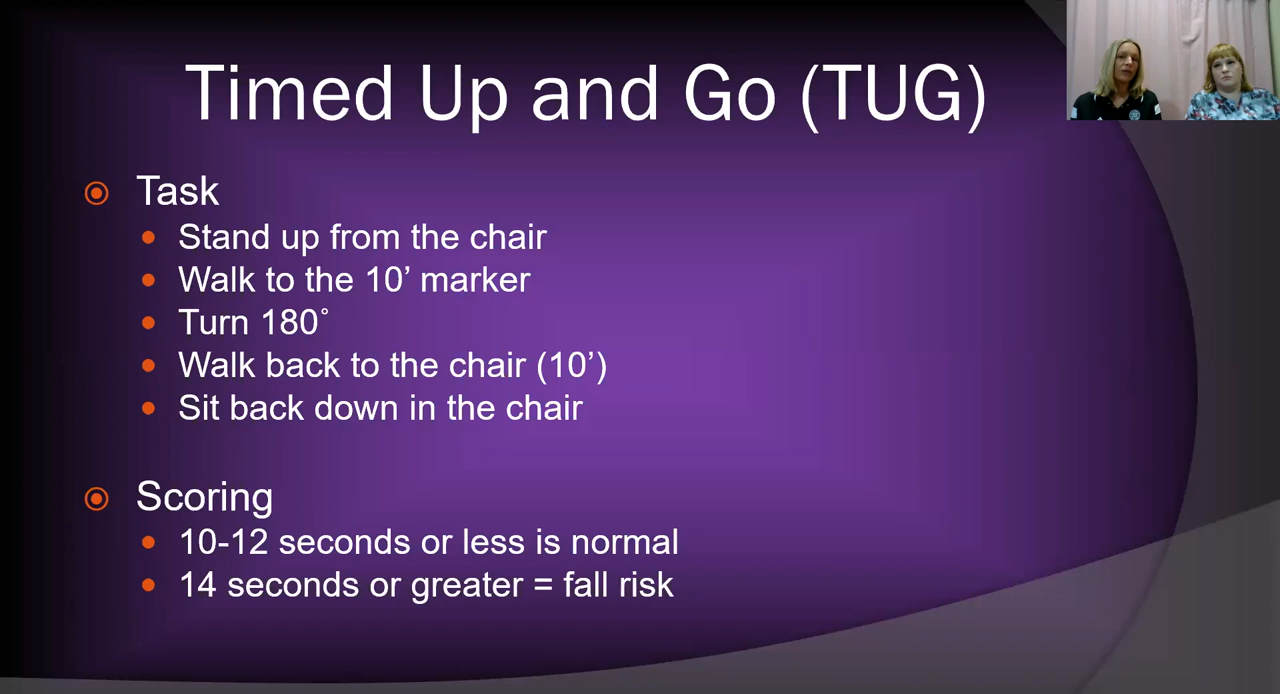 Timed Up and Go (TUG)
Task
Stand up from the chair
Walk to the 10’ marker
Turn 180˚
Walk back to the chair (10’)
Sit back down in the chair
Scoring
10-12 seconds or less is normal
14 seconds or greater = fall risk